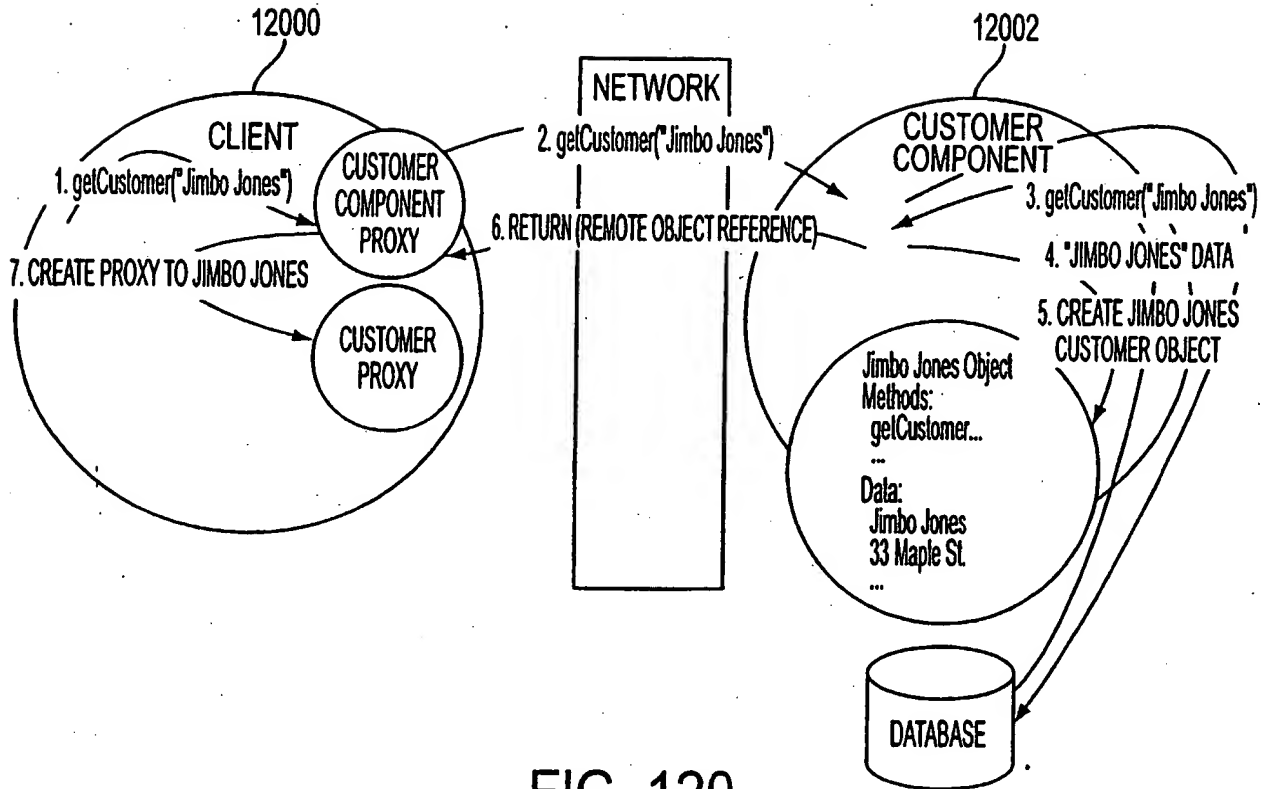 12000
12002
CLIENT
1. getCustomer("Jimbo Jones")
CUSTOMER
COMPONENT
PROXY
7. CREATE PROXY TO JIMBO JONES
CUSTOMER
PROXY
NETWORK
2. getCustomer("Jimbo Jones")
6. RETURN (REMOTE OBJECT REFERENCE)
CUSTOMER
COMPONENT
3. getCustomer("Jimbo Jones")
4. "JIMBO JONES" DATA
5. CREATE JIMBO JONES
CUSTOMER OBJECT
Jimbo Jones Object
Methods:
getCustomer...
...
Data:
Jimbo Jones
33 Maple St.
...
DATABASE
FIG. 120